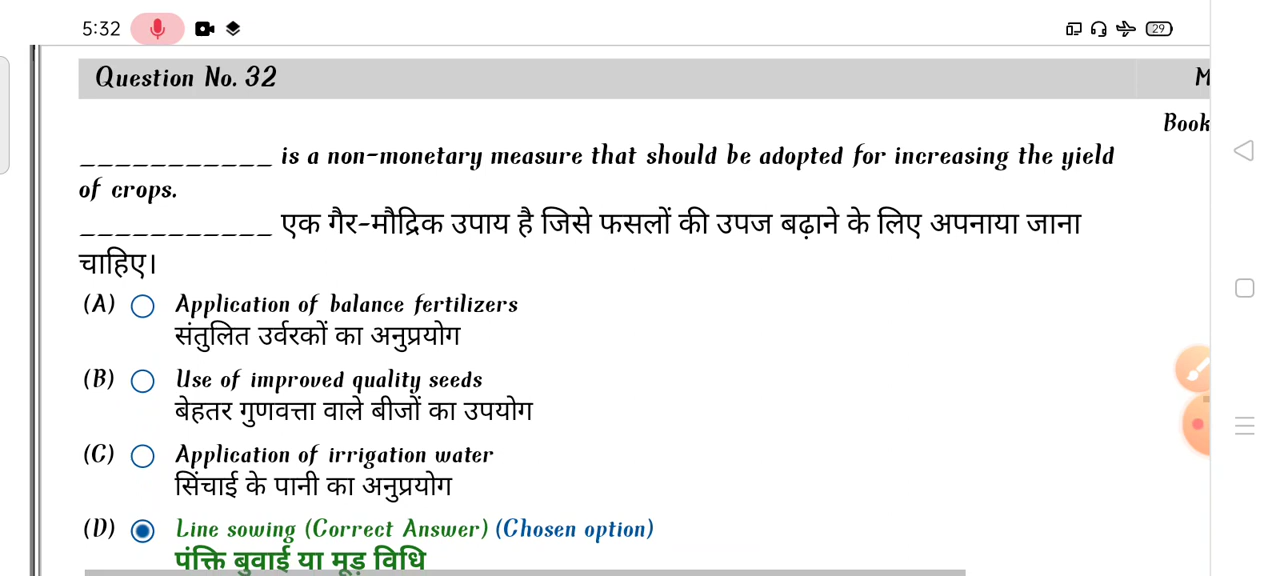 5:32
29
Question No. 32
M
Book
___________ is a non-monetary measure that should be adopted for increasing the yield
of crops.
___________ एक गैर-मौद्रिक उपाय है जिसे फसलों की उपज बढ़ाने के लिए अपनाया जाना
चाहिए।
(A) Application of balance fertilizers
संतुलित उर्वरकों का अनुप्रयोग
(B) Use of improved quality seeds
बेहतर गुणवत्ता वाले बीजों का उपयोग
(C) Application of irrigation water
सिंचाई के पानी का अनुप्रयोग
(D) Line sowing (Correct Answer) (Chosen option)
पंक्ति बुवाई या मूड़ विधि